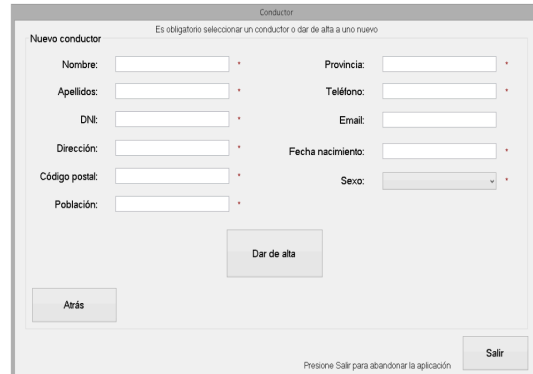 Conductor
Es obligatorio seleccionar un conductor o dar de alta a uno nuevo
Nuevo conductor
Nombre: *
Provincia: *
Apellidos: *
Teléfono: *
DNI: *
Email:
Dirección: *
Fecha nacimiento: *
Código postal: *
Sexo: *
Población: *
Dar de alta
Atrás
Salir
Presione Salir para abandonar la aplicación